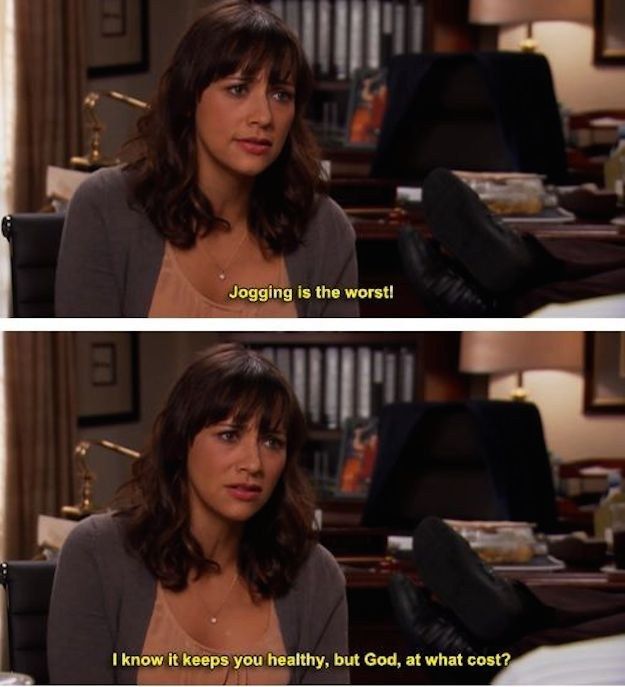 Jogging is the worst!
I know it keeps you healthy, but God, at what cost?